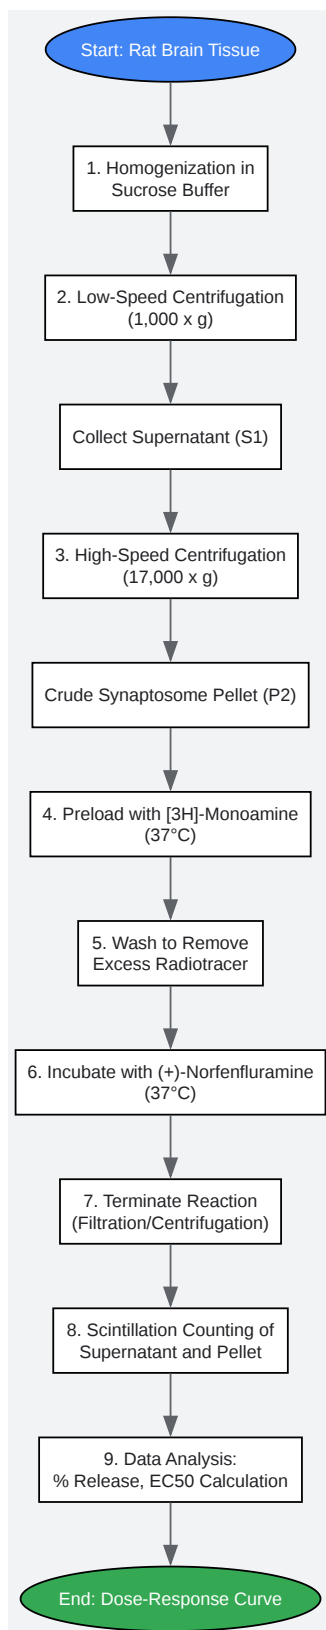 Start: Rat Brain Tissue
1. Homogenization in
Sucrose Buffer
2. Low-Speed Centrifugation
(1,000 x g)
Collect Supernatant (S1)
3. High-Speed Centrifugation
(17,000 x g)
Crude Synaptosome Pellet (P2)
4. Preload with [3H]-Monoamine
(37°C)
5. Wash to Remove
Excess Radiotracer
6. Incubate with (+)-Norfenfluramine
(37°C)
7. Terminate Reaction
(Filtration/Centrifugation)
8. Scintillation Counting of
Supernatant and Pellet
9. Data Analysis:
% Release, EC50 Calculation
End: Dose-Response Curve